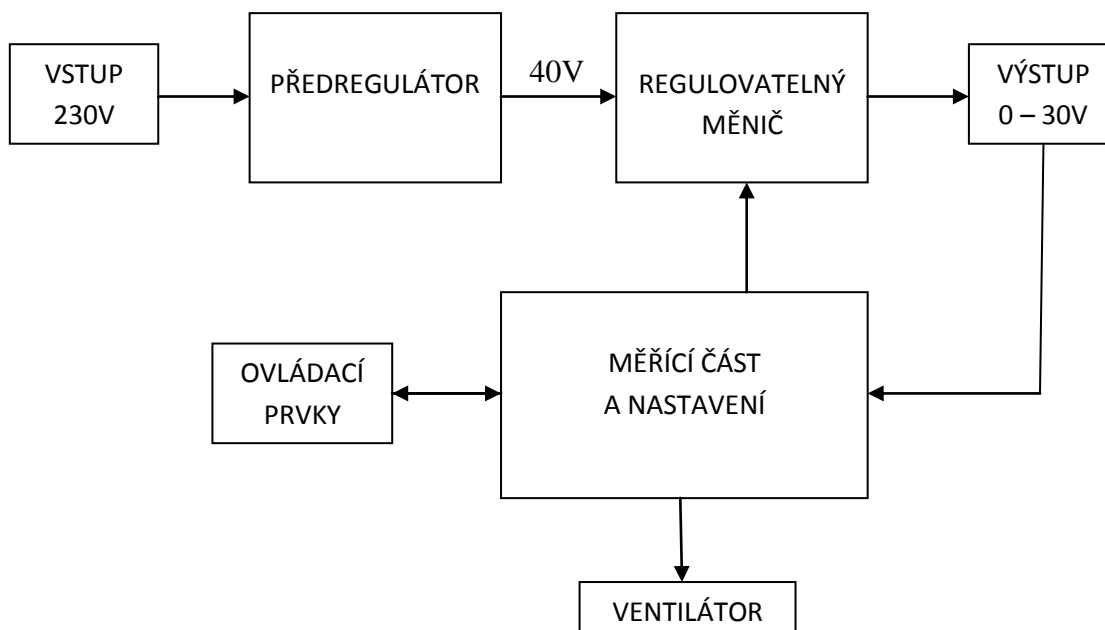 VSTUP
230V
PŘEDREGULÁTOR
40V
REGULOVATELNÝ
MĚNIČ
VÝSTUP
0 – 30V
OVLÁDACÍ
PRVKY
MĚŘÍCÍ ČÁST
A NASTAVENÍ
VENTILÁTOR